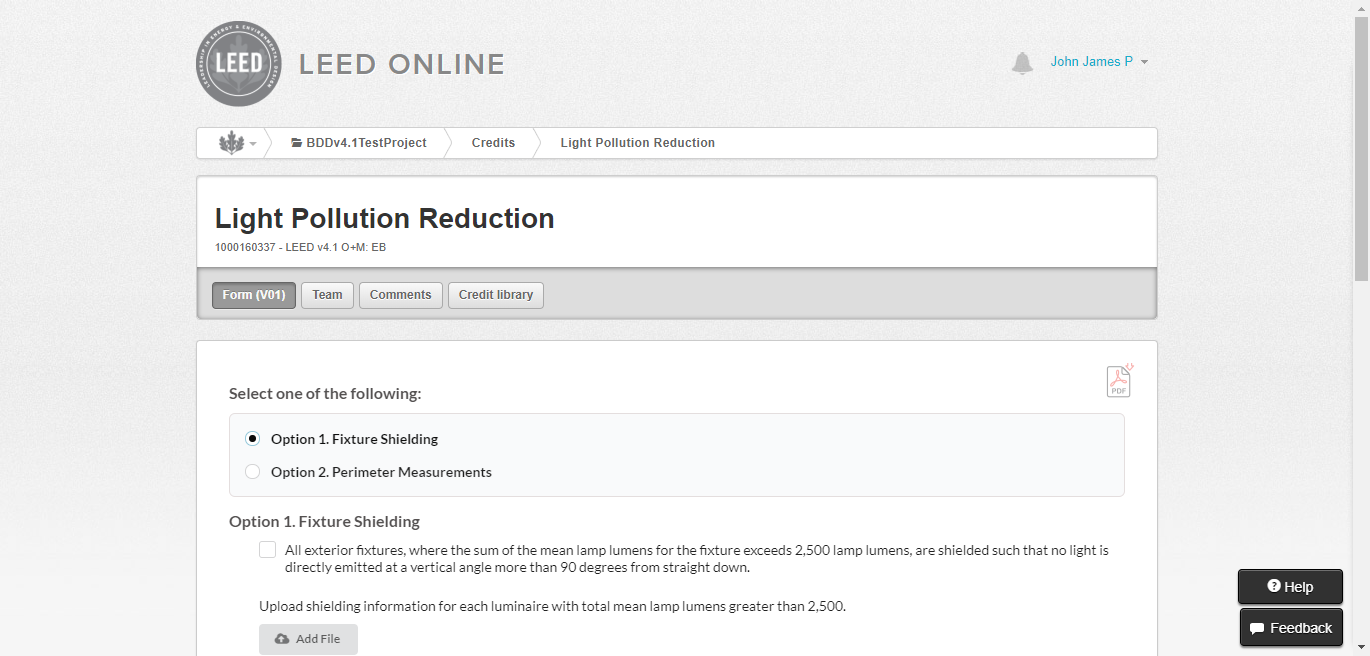 LEADERSHIP IN ENERGY & ENVIRONMENTAL DESIGN
LEED
LEED ONLINE
John James P
BDDv4.1TestProject
Credits
Light Pollution Reduction
Light Pollution Reduction
1000160337 - LEED v4.1 O+M: EB
Form (V01)
Team
Comments
Credit library
PDF
Select one of the following:
Option 1. Fixture Shielding
Option 2. Perimeter Measurements
Option 1. Fixture Shielding
All exterior fixtures, where the sum of the mean lamp lumens for the fixture exceeds 2,500 lamp lumens, are shielded such that no light is
directly emitted at a vertical angle more than 90 degrees from straight down.
Upload shielding information for each luminaire with total mean lamp lumens greater than 2,500.
Add File
Help
Feedback